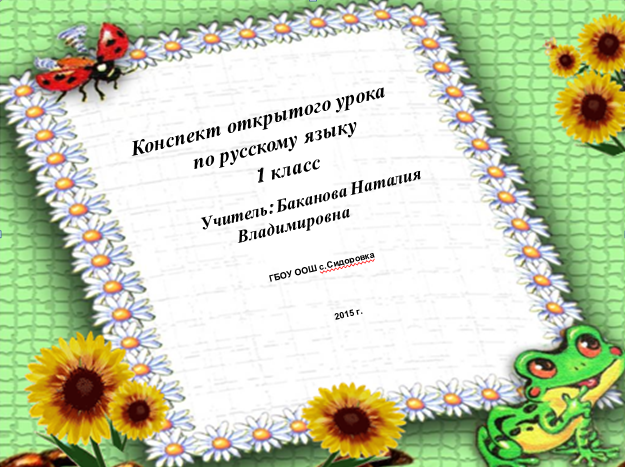 Конспект открытого урока
по русскому языку
1 класс
Учитель: Баканова Наталия
Владимировна
ГБОУ ООШ с.Сидоровка
2015 г.